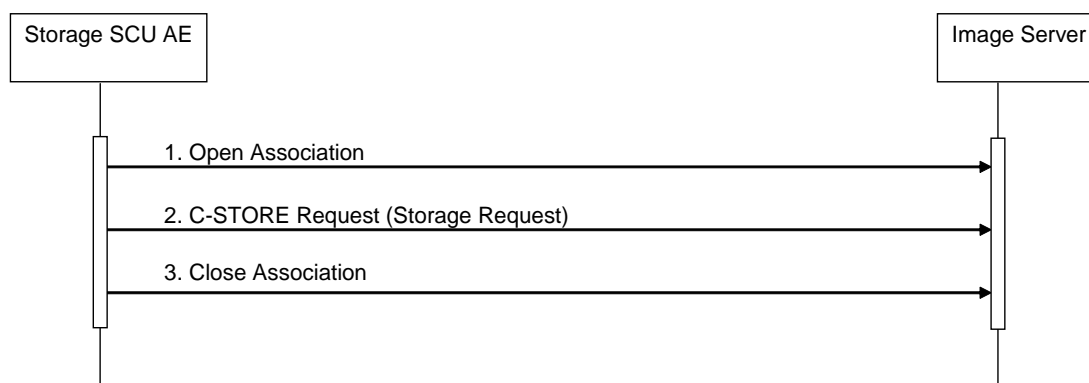 Storage SCU AE
Image Server
1. Open Association
2. C-STORE Request (Storage Request)
3. Close Association